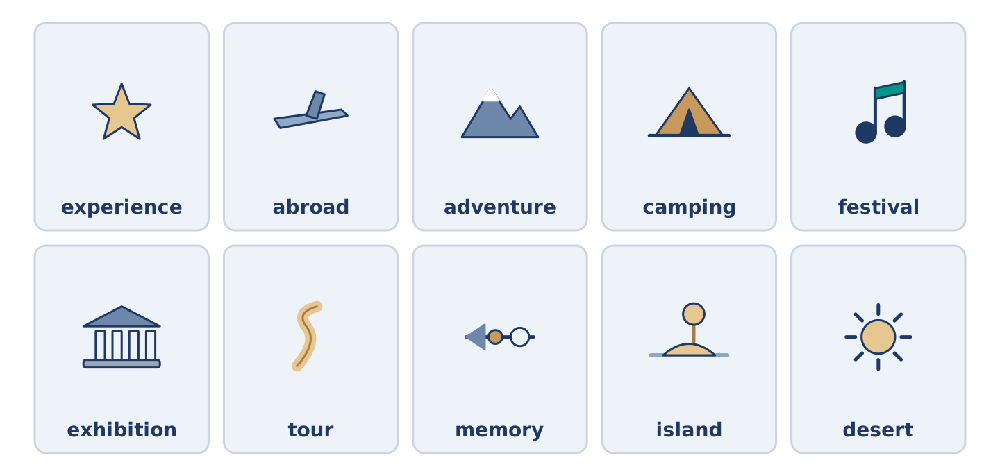 experience
abroad
adventure
camping
festival
exhibition
tour
memory
island
desert